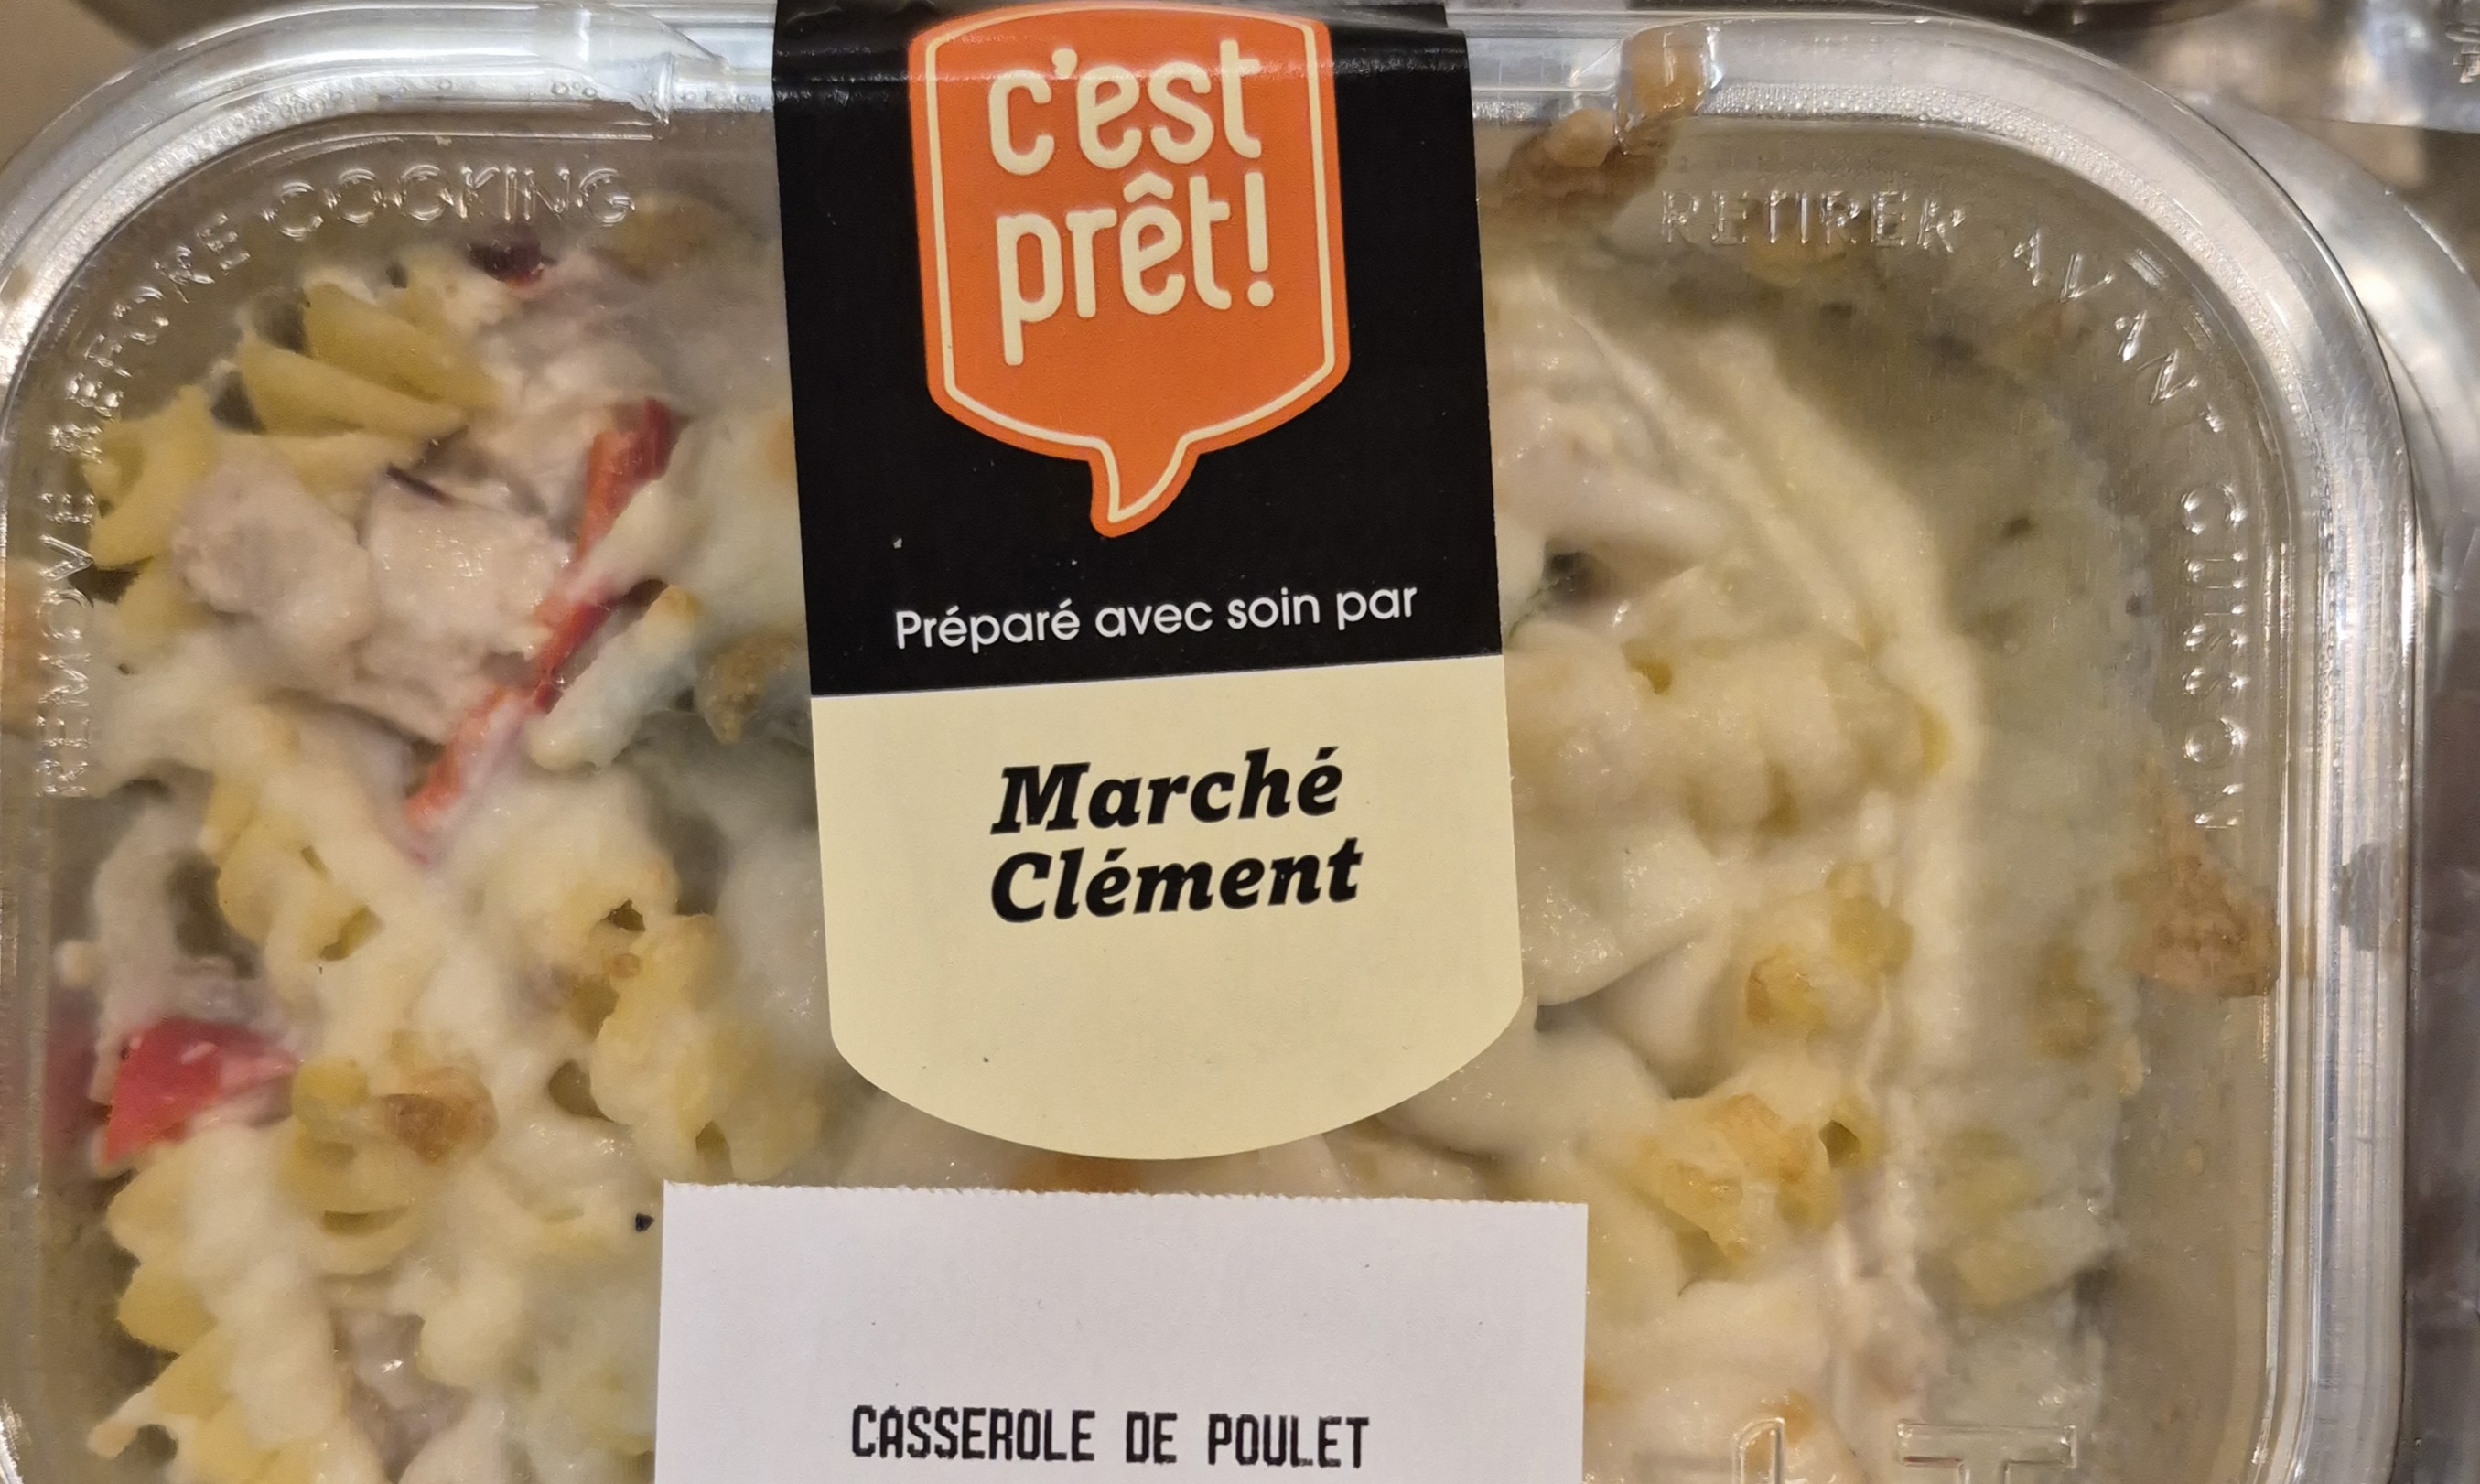 c'est
prêt!
REMOVE BEFORE COOKING
RETIRER AVANT CUISSON
Préparé avec soin par
Marché
Clément
CASSEROLE DE POULET